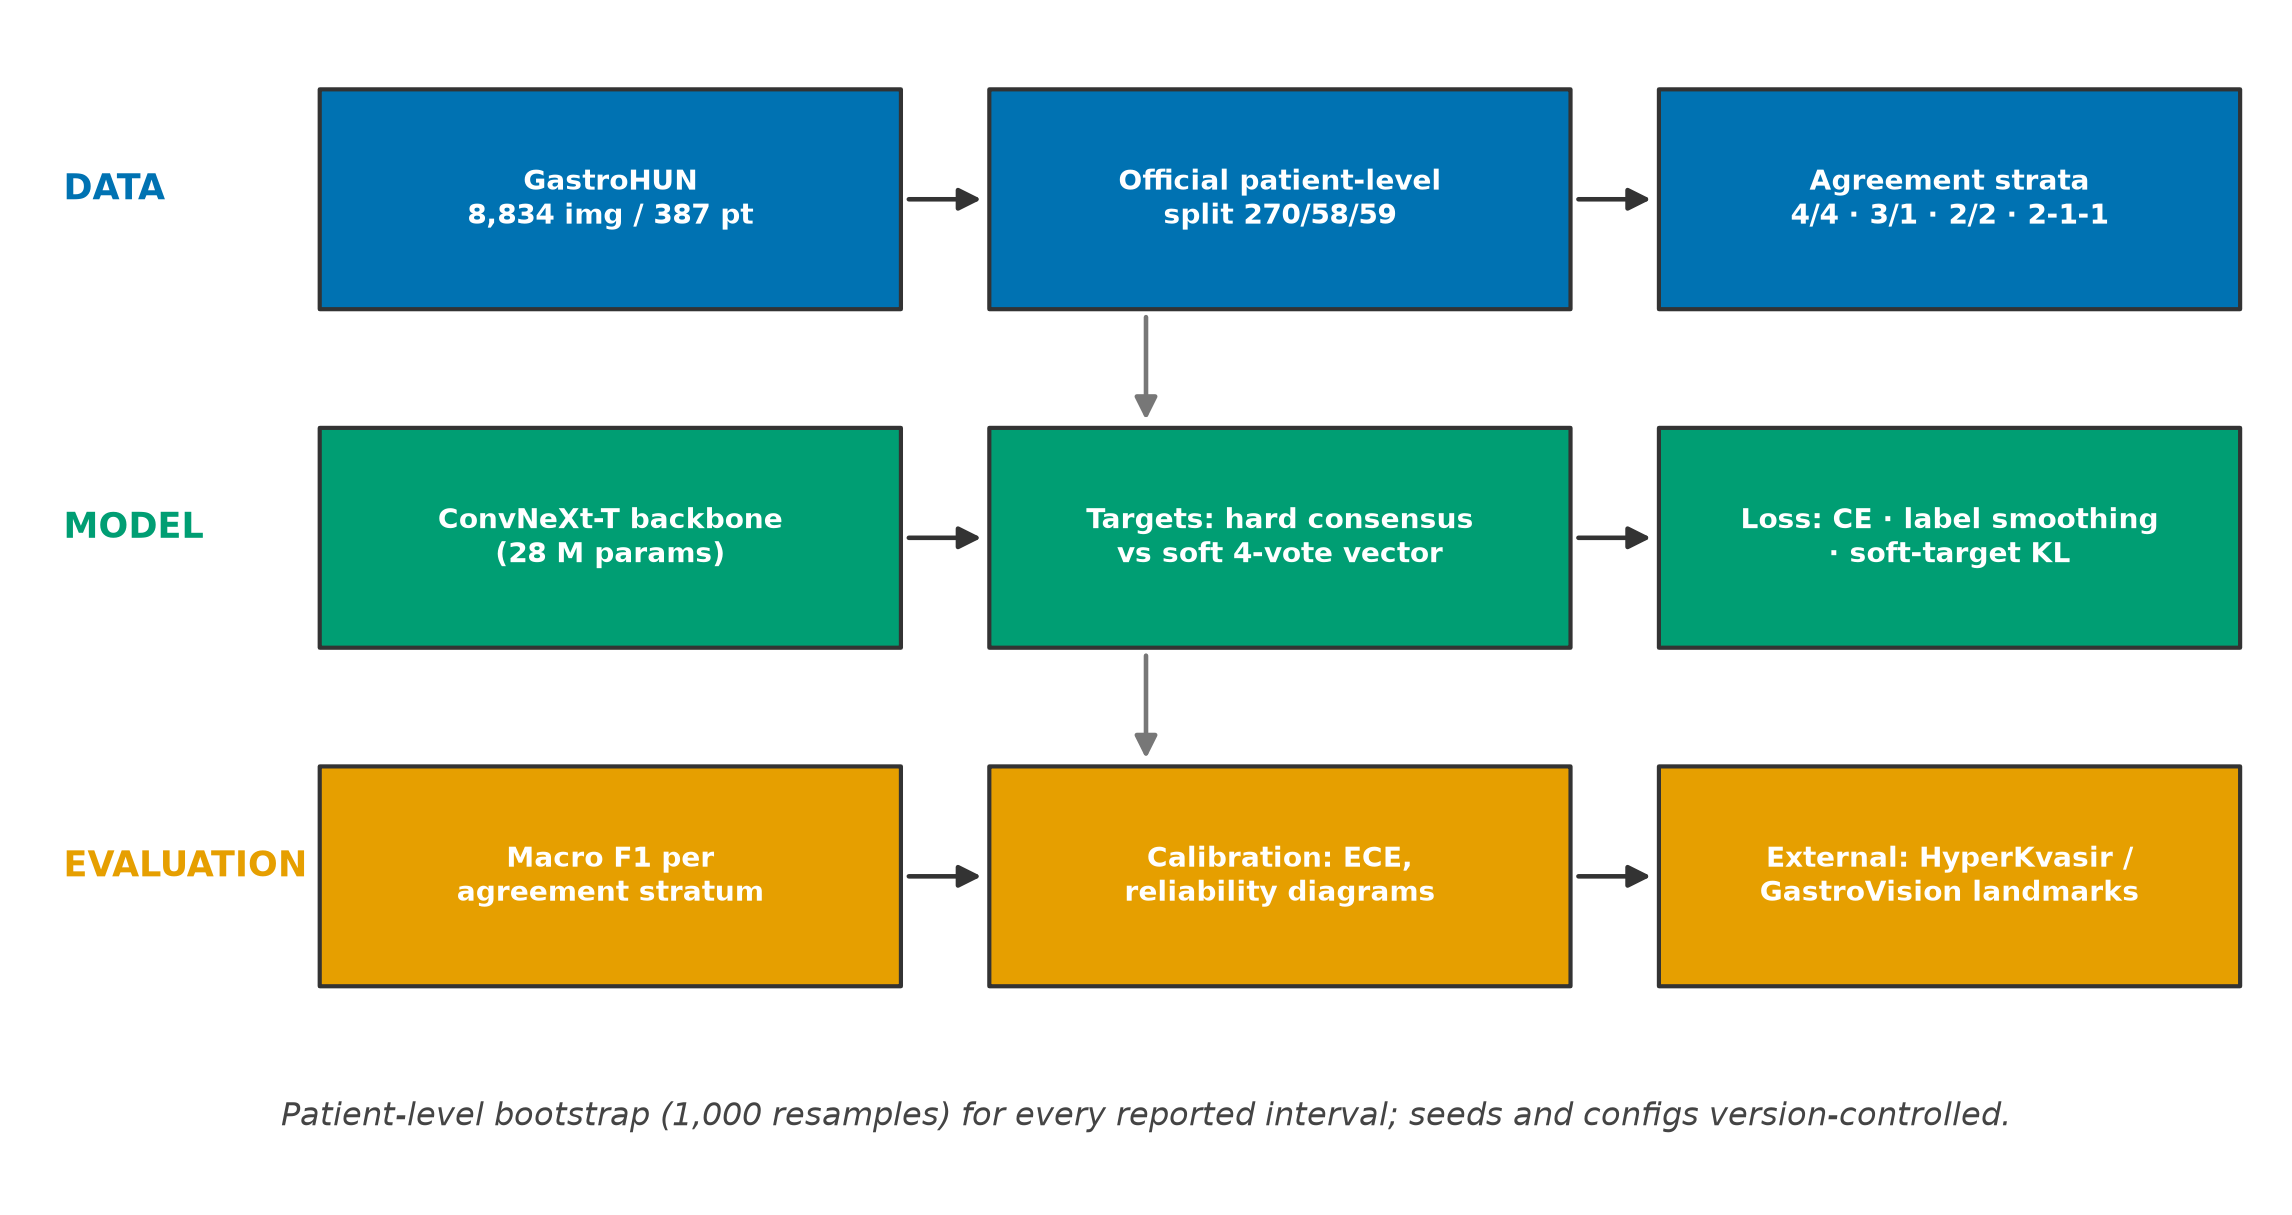 DATA
GastroHUN
8,834 img / 387 pt
Official patient-level
split 270/58/59
Agreement strata
4/4 · 3/1 · 2/2 · 2-1-1
MODEL
ConvNeXt-T backbone
(28 M params)
Targets: hard consensus
vs soft 4-vote vector
Loss: CE · label smoothing
· soft-target KL
EVALUATION
Macro F1 per
agreement stratum
Calibration: ECE,
reliability diagrams
External: HyperKvasir /
GastroVision landmarks
Patient-level bootstrap (1,000 resamples) for every reported interval; seeds and configs version-controlled.